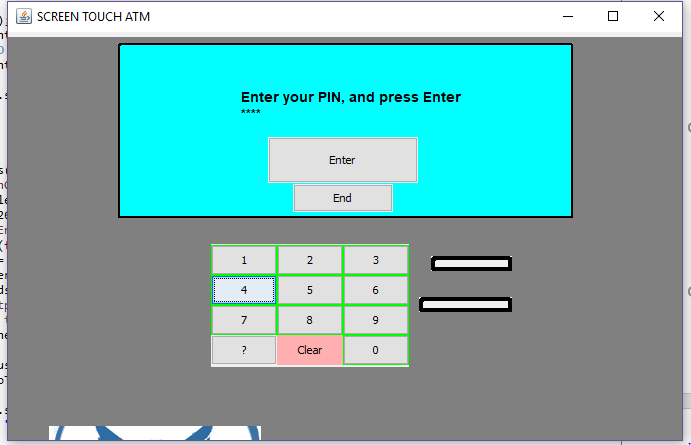 SCREEN TOUCH ATM
Enter your PIN, and press Enter
****
Enter
End
1 2 3
4 5 6
7 8 9
? Clear 0